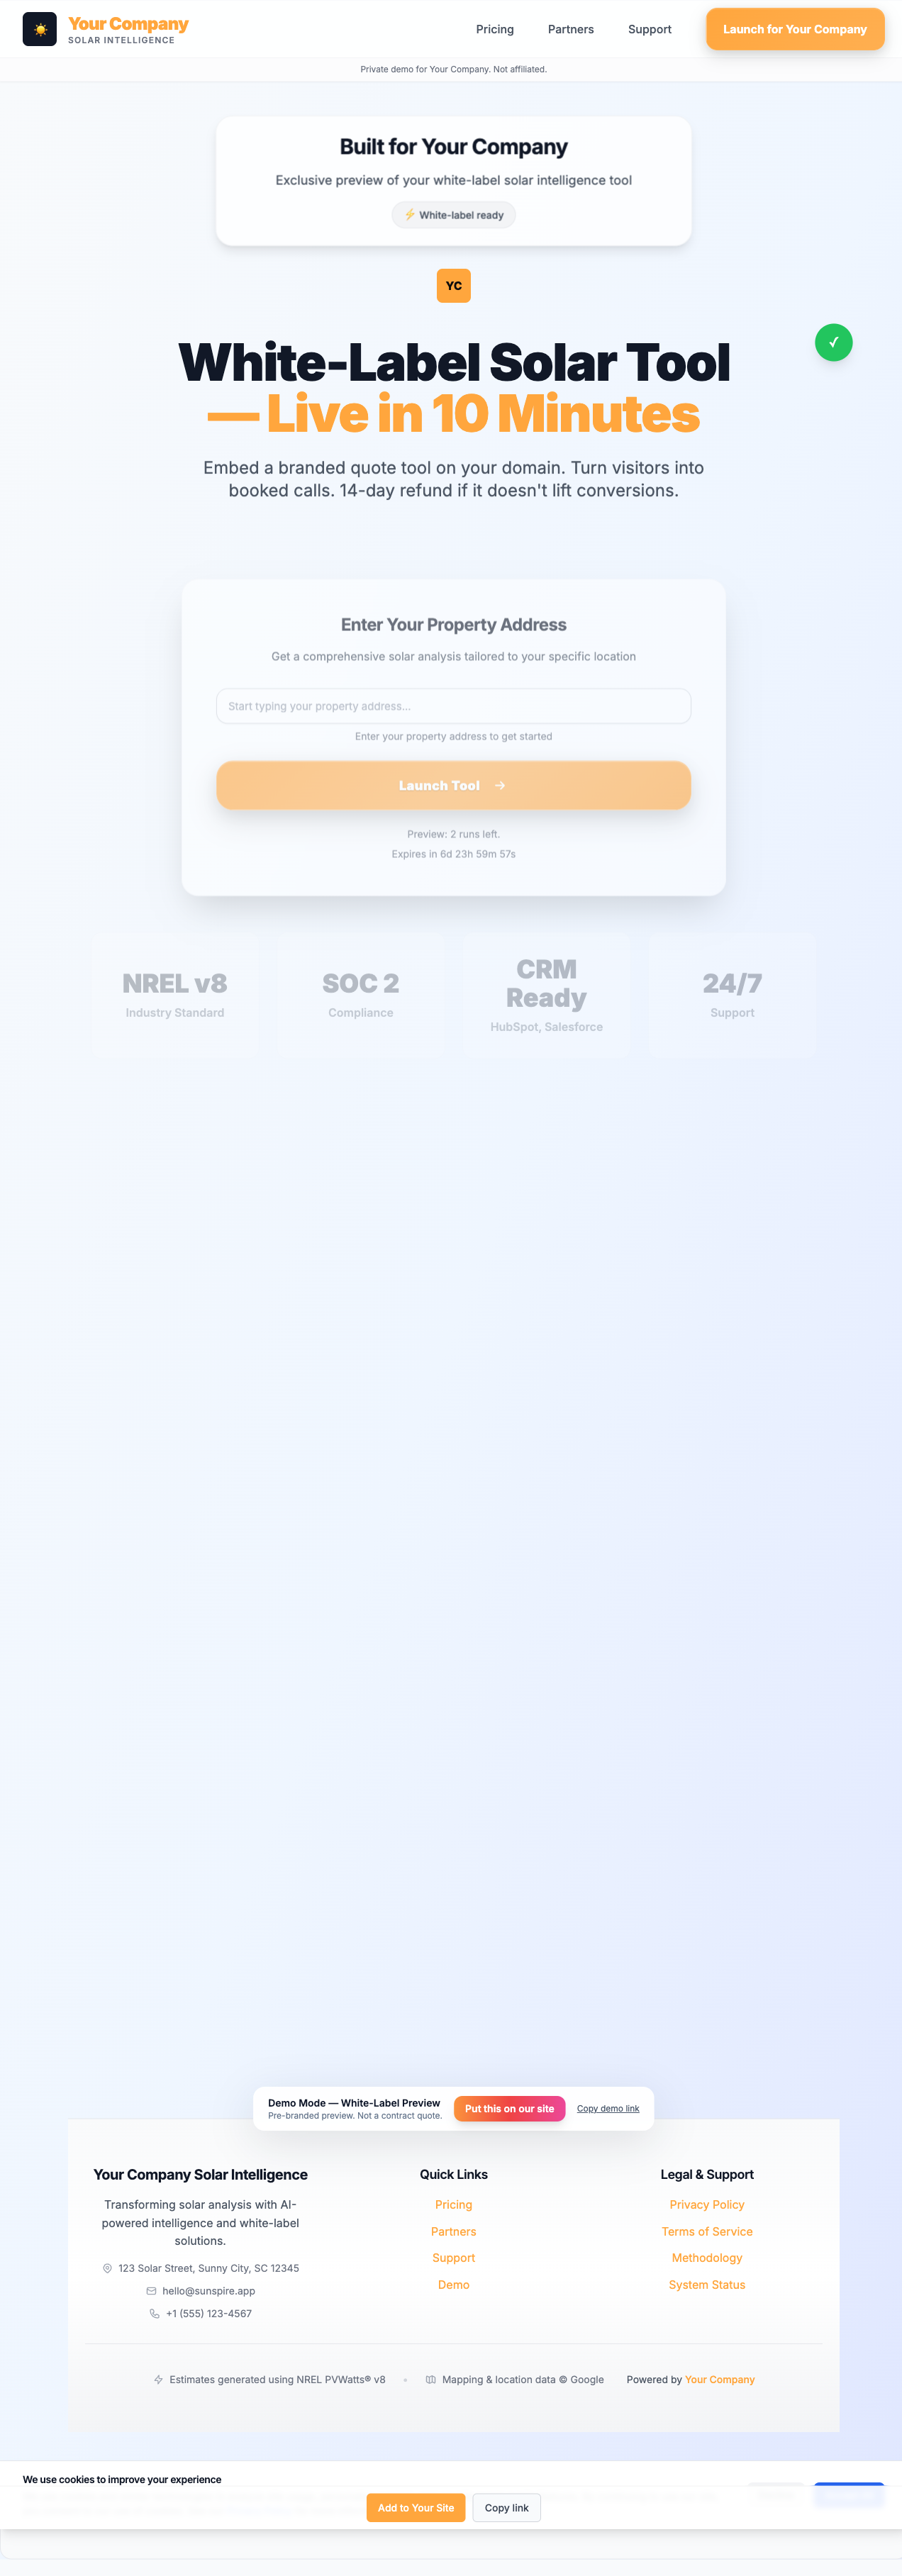 Your Company
SOLAR INTELLIGENCE
Pricing
Partners
Support
Launch for Your Company
Private demo for Your Company. Not affiliated.
Built for Your Company
Exclusive preview of your white-label solar intelligence tool
⚡ White-label ready
YC
White-Label Solar Tool
— Live in 10 Minutes
✓
Embed a branded quote tool on your domain. Turn visitors into
booked calls. 14-day refund if it doesn't lift conversions.
Enter Your Property Address
Get a comprehensive solar analysis tailored to your specific location
Start typing your property address...
Enter your property address to get started
Launch Tool →
Preview: 2 runs left.
Expires in 6d 23h 59m 57s
NREL v8
Industry Standard
SOC 2
Compliance
CRM
Ready
HubSpot, Salesforce
24/7
Support
Demo Mode — White-Label Preview
Pre-branded preview. Not a contract quote.
Put this on our site
Copy demo link
Your Company Solar Intelligence
Transforming solar analysis with AI-
powered intelligence and white-label
solutions.
123 Solar Street, Sunny City, SC 12345
hello@sunspire.app
+1 (555) 123-4567
Quick Links
Pricing
Partners
Support
Demo
Legal & Support
Privacy Policy
Terms of Service
Methodology
System Status
Estimates generated using NREL PVWatts® v8
•
Mapping & location data © Google
Powered by Your Company
We use cookies to improve your experience
Add to Your Site
Copy link